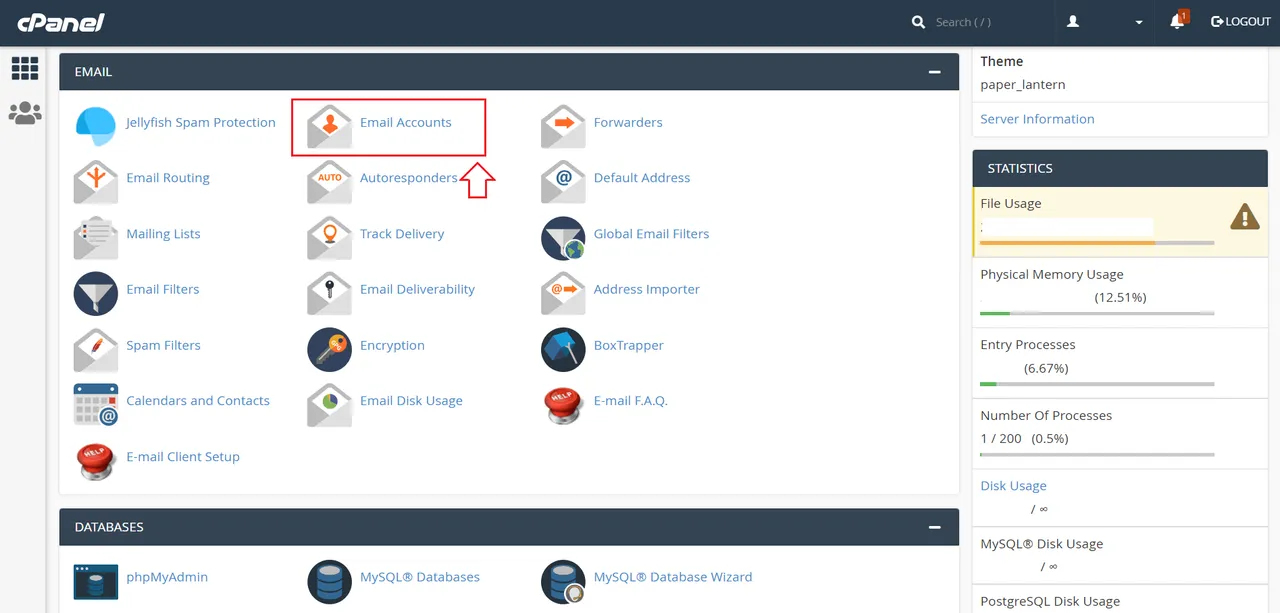 cPanel
Search ( / )
1
LOGOUT
EMAIL
Jellyfish Spam Protection
Email Accounts
Forwarders
Email Routing
AUTO
Autoresponders
@
Default Address
Mailing Lists
Track Delivery
Global Email Filters
Email Filters
Email Deliverability
@
Address Importer
Spam Filters
Encryption
BoxTrapper
@
Calendars and Contacts
Email Disk Usage
HELP
E-mail F.A.Q.
HELP
E-mail Client Setup
DATABASES
phpMyAdmin
MySQL® Databases
MySQL® Database Wizard
Theme
paper_lantern
Server Information
STATISTICS
File Usage
Physical Memory Usage
(12.51%)
Entry Processes
(6.67%)
Number Of Processes
1 / 200 (0.5%)
Disk Usage
/ ∞
MySQL® Disk Usage
/ ∞
PostgreSQL Disk Usage